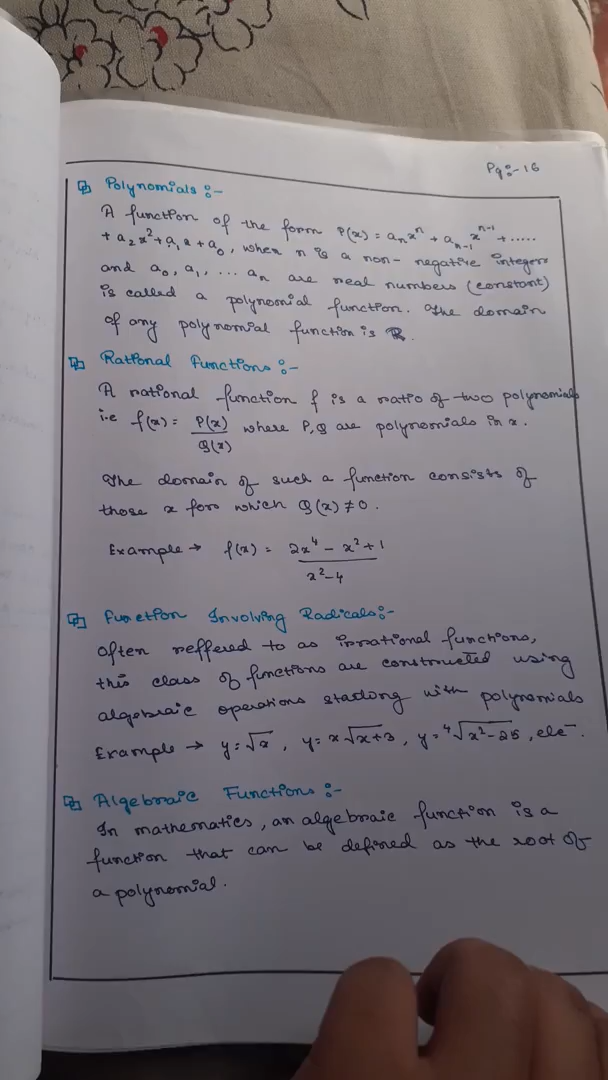 Pg:- 16
Polynomials :-
A function of the form P(x) = aₙxⁿ + aₙ₋₁xⁿ⁻¹ + .....
+ a₂x² + a₁x + a₀, when n is a non-negative integer
and a₀, a₁, ... aₙ are real numbers (constant)
is called a polynomial function. The domain
of any polynomial function is R.
Rational Functions :-
A rational function f is a ratio of two polynomials
i.e f(x) = P(x)/Q(x) where P, Q are polynomials in x.
The domain of such a function consists of
those x for which Q(x) ≠ 0.
Example → f(x) = (2x⁴ - x² + 1)/(x² - 4)
Function Involving Radicals :-
Often reffered to as irrational functions,
this class of functions are constructed using
algebraic operations starting with polynomials
Example → y = √x, y = x√(x+3), y = ⁴√(x² - 25), etc.
Algebraic Functions :-
In mathematics, an algebraic function is a
function that can be defined as the root of
a polynomial.